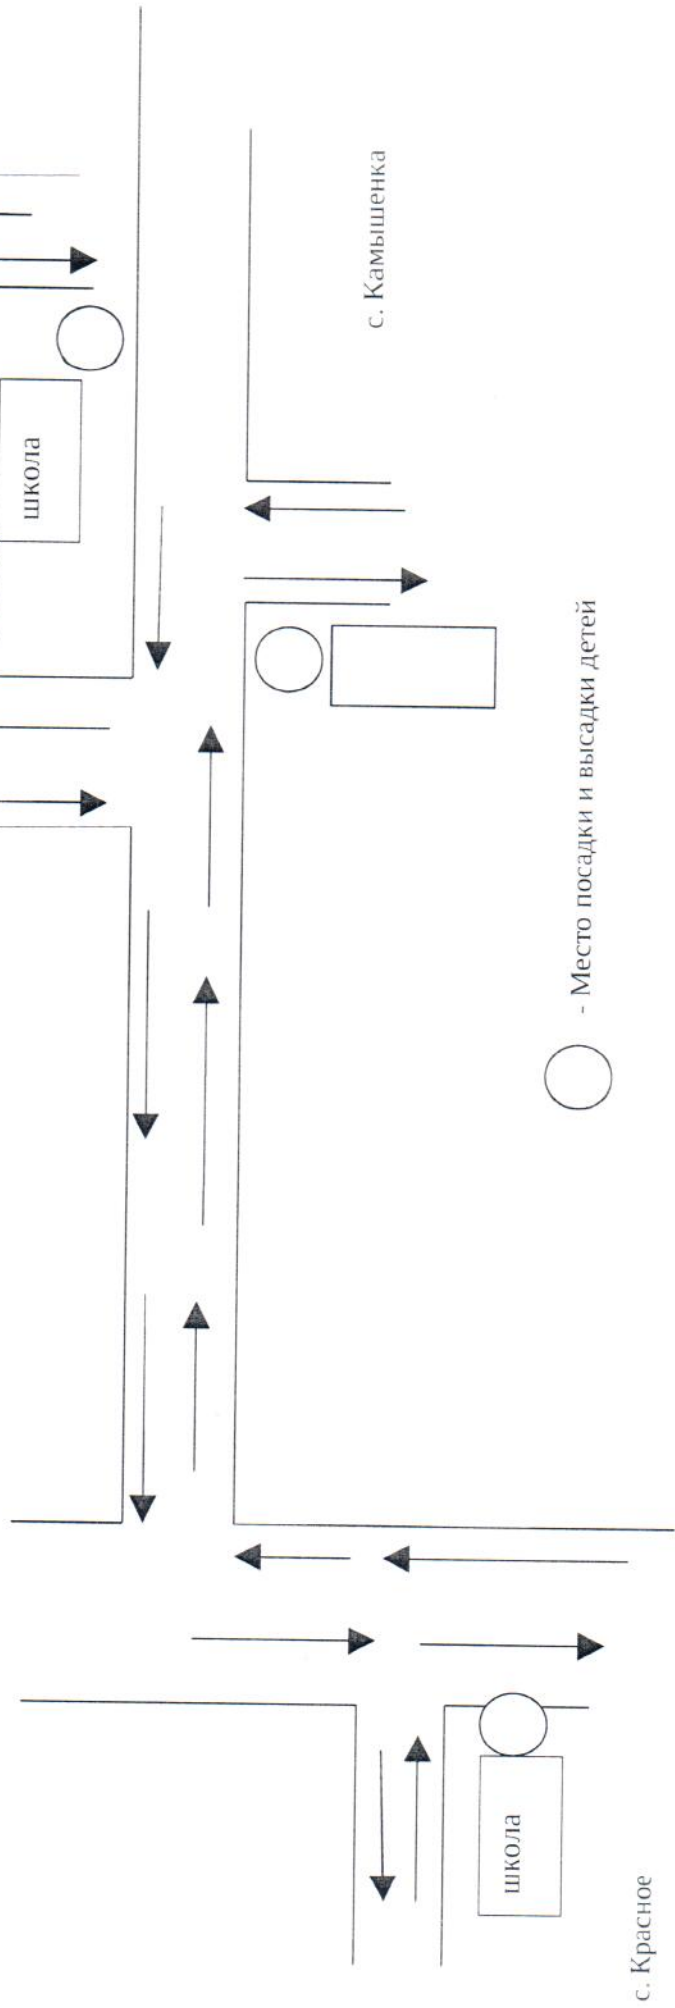 школа
с. Камышенка
- Место посадки и высадки детей
школа
с. Красное